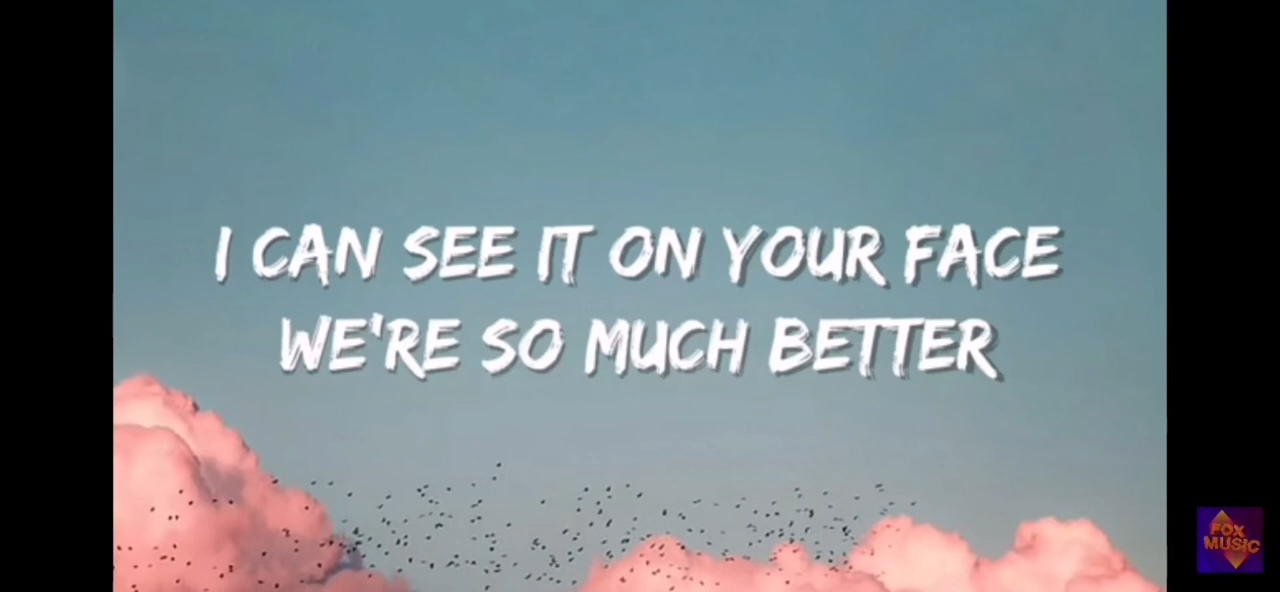 I CAN SEE IT ON YOUR FACE
WE'RE SO MUCH BETTER
FOX
MUSIC